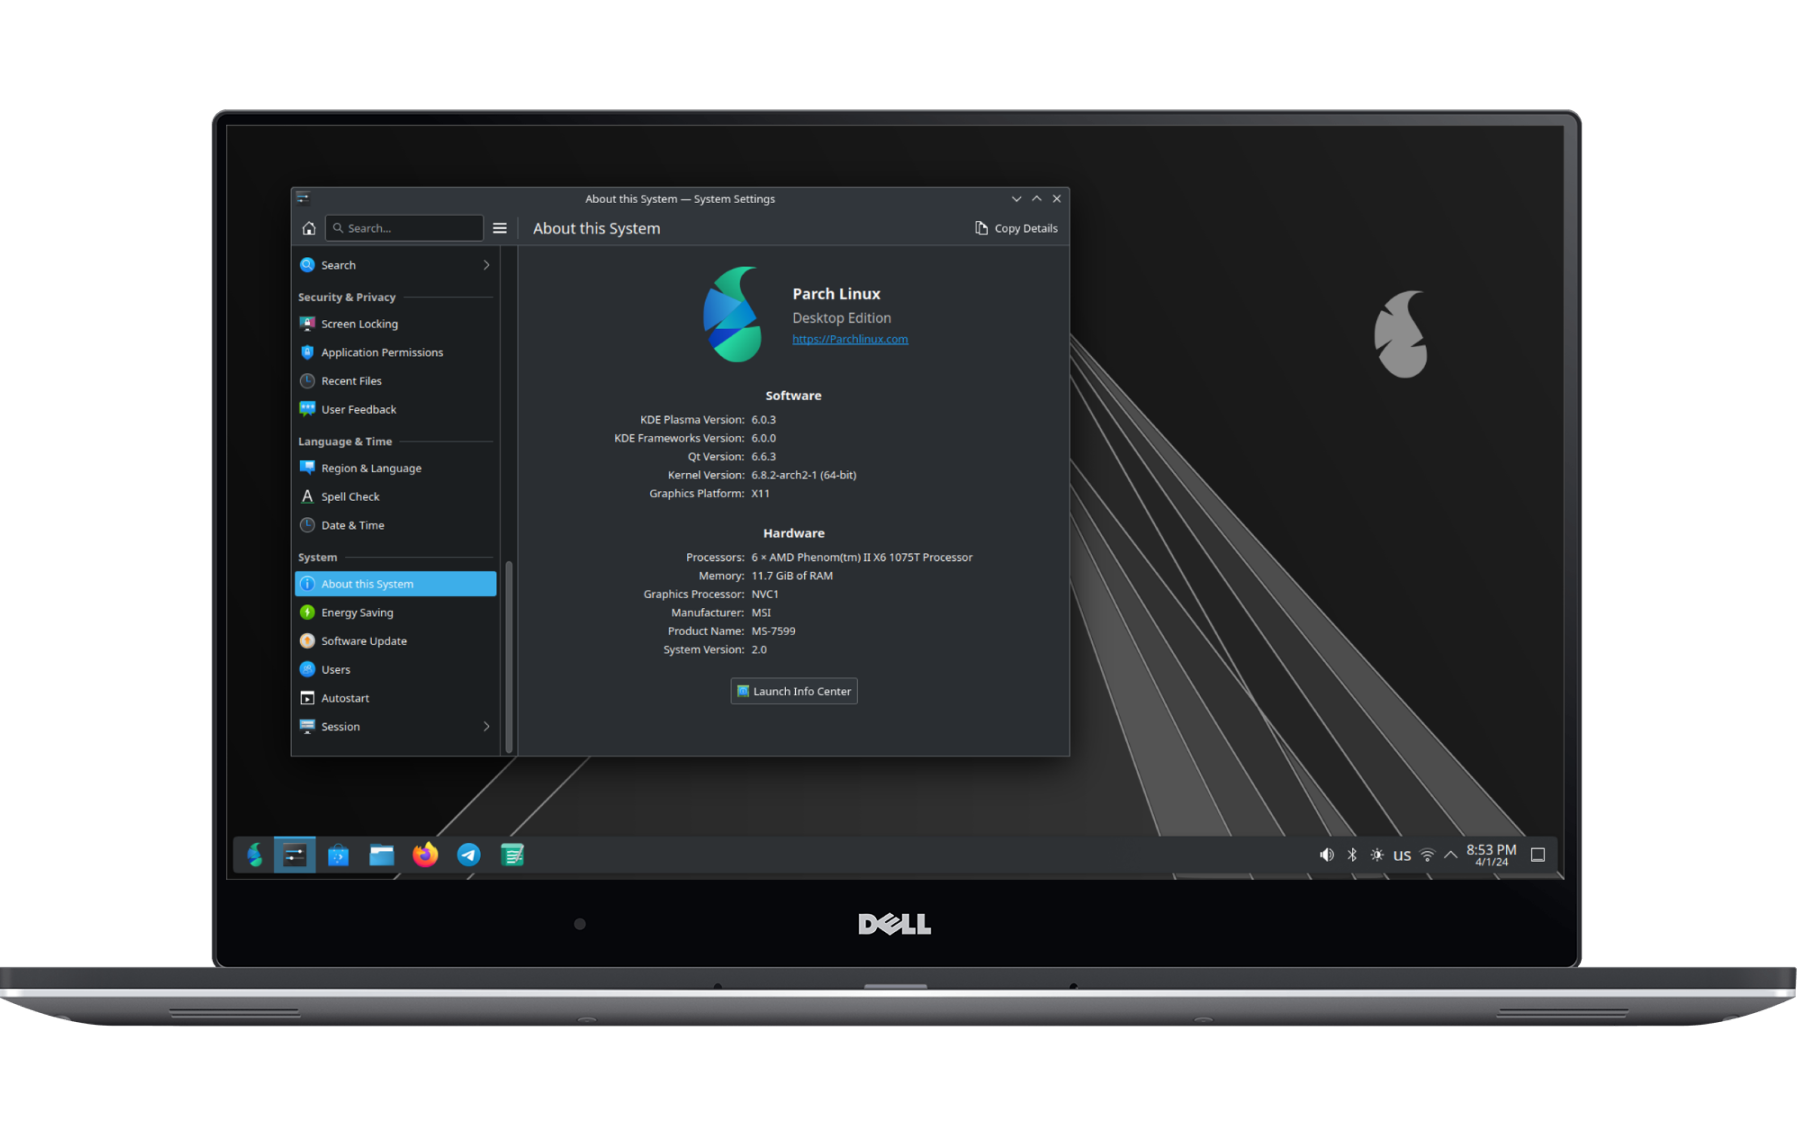 About this System — System Settings
Search...
About this System
Copy Details
Search
Security & Privacy
Screen Locking
Application Permissions
Recent Files
User Feedback
Language & Time
Region & Language
Spell Check
Date & Time
System
About this System
Energy Saving
Software Update
Users
Autostart
Session
Parch Linux
Desktop Edition
https://Parchlinux.com
Software
KDE Plasma Version: 6.0.3
KDE Frameworks Version: 6.0.0
Qt Version: 6.6.3
Kernel Version: 6.8.2-arch2-1 (64-bit)
Graphics Platform: X11
Hardware
Processors: 6 × AMD Phenom(tm) II X6 1075T Processor
Memory: 11.7 GiB of RAM
Graphics Processor: NVC1
Manufacturer: MSI
Product Name: MS-7599
System Version: 2.0
Launch Info Center
us
8:53 PM
4/1/24
DELL